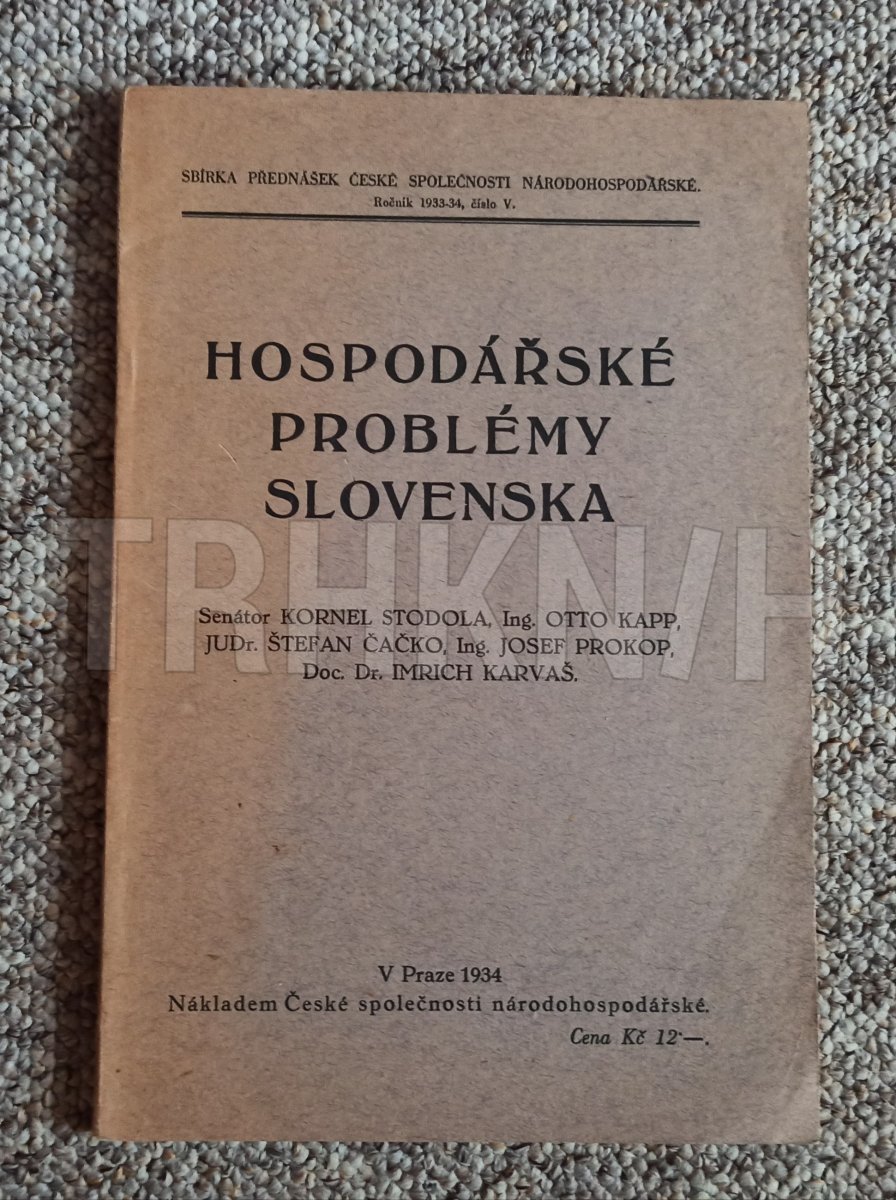 SBÍRKA PŘEDNÁŠEK ČESKÉ SPOLEČNOSTI NÁRODOHOSPODÁŘSKÉ.
Ročník 1933-34, číslo V.
HOSPODÁŘSKÉ
PROBLÉMY
SLOVENSKA
TRHKNIH
Senátor KORNEL STODOLA, Ing. OTTO KAPP,
JUDr. ŠTEFAN ČAČKO, Ing. JOSEF PROKOP,
Doc. Dr. IMRICH KARVAŠ.
V Praze 1934
Nákladem České společnosti národohospodářské.
Cena Kč 12·—.